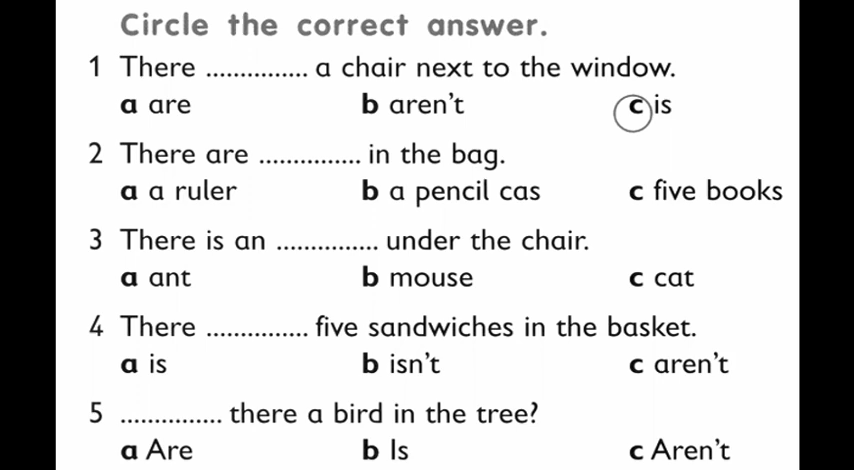 Circle the correct answer.
1 There ............... a chair next to the window.
a are b aren't c is
2 There are ............... in the bag.
a a ruler b a pencil cas c five books
3 There is an ............... under the chair.
a ant b mouse c cat
4 There ............... five sandwiches in the basket.
a is b isn't c aren't
5 ............... there a bird in the tree?
a Are b Is c Aren't